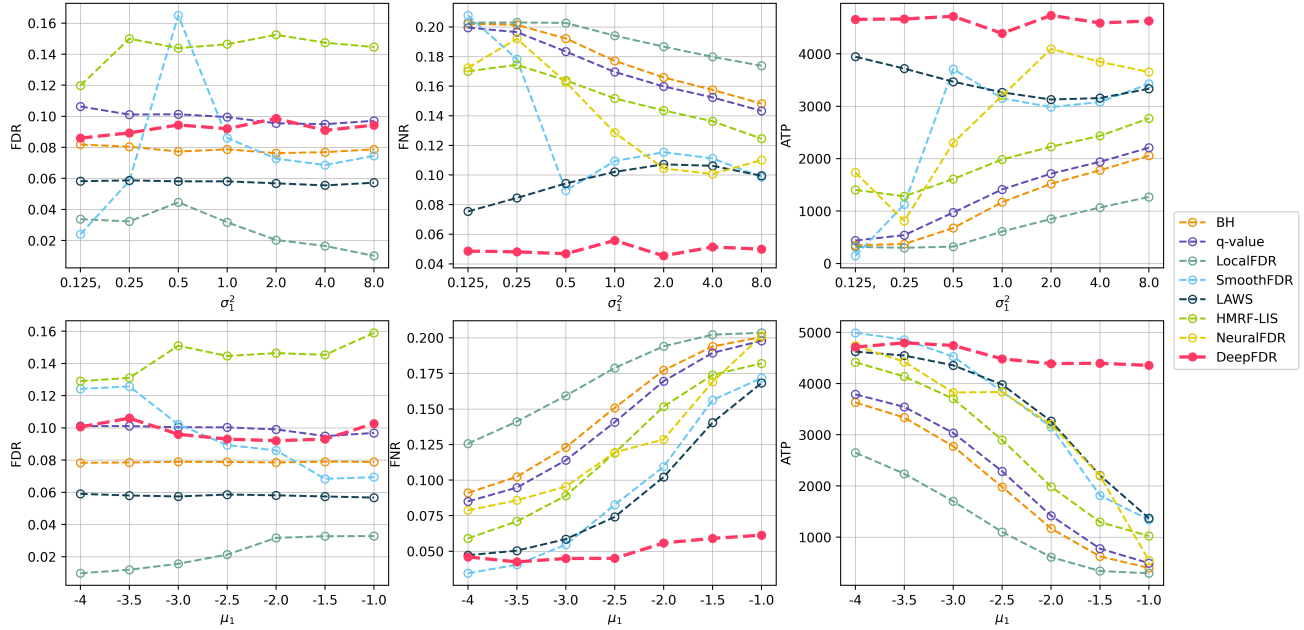 FDR
0.16
0.14
0.12
0.10
0.08
0.06
0.04
0.02
0.125, 0.25 0.5 1.0 2.0 4.0 8.0
σ₁²
FNR
0.20
0.18
0.16
0.14
0.12
0.10
0.08
0.06
0.04
0.125, 0.25 0.5 1.0 2.0 4.0 8.0
σ₁²
ATP
4000
3000
2000
1000
0
0.125, 0.25 0.5 1.0 2.0 4.0 8.0
σ₁²
BH
q-value
LocalFDR
SmoothFDR
LAWS
HMRF-LIS
NeuralFDR
DeepFDR
FDR
0.16
0.14
0.12
0.10
0.08
0.06
0.04
0.02
-4 -3.5 -3.0 -2.5 -2.0 -1.5 -1.0
μ₁
FNR
0.200
0.175
0.150
0.125
0.100
0.075
0.050
-4 -3.5 -3.0 -2.5 -2.0 -1.5 -1.0
μ₁
ATP
5000
4000
3000
2000
1000
-4 -3.5 -3.0 -2.5 -2.0 -1.5 -1.0
μ₁